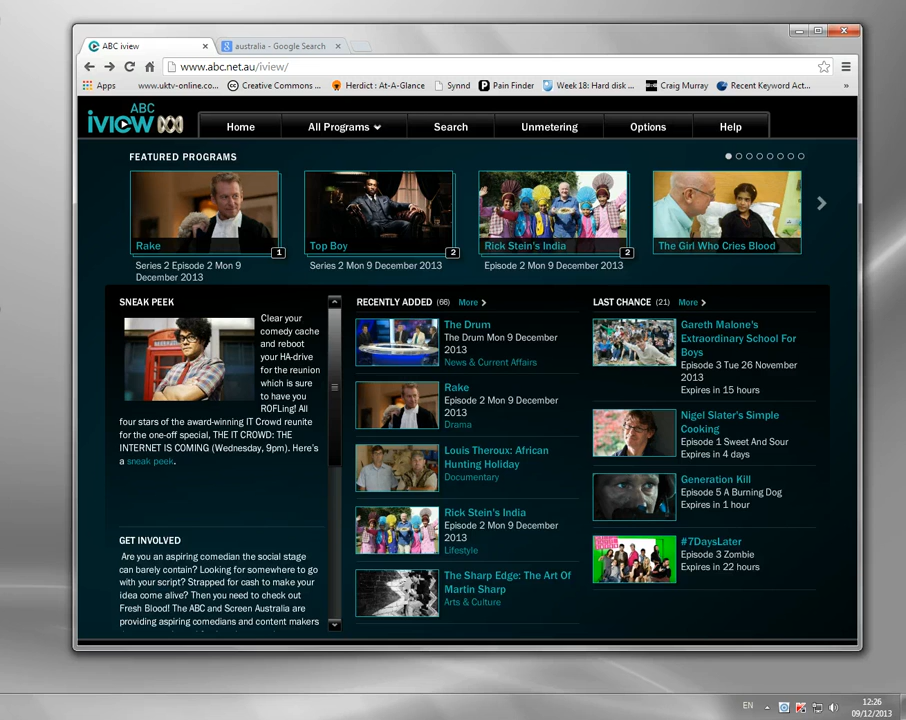 ABC iview
australia - Google Search
www.abc.net.au/iview/
Apps
www.uktv-online.co...
Creative Commons ...
Herdict : At-A-Glance
Synnd
Pain Finder
Week 18: Hard disk ...
Craig Murray
Recent Keyword Act...
»
ABC
iview
Home
All Programs
Search
Unmetering
Options
Help
FEATURED PROGRAMS
Rake
1
Series 2 Episode 2 Mon 9
December 2013
Top Boy
2
Series 2 Mon 9 December 2013
Rick Stein's India
2
Episode 2 Mon 9 December 2013
The Girl Who Cries Blood
SNEAK PEEK
Clear your
comedy cache
and reboot
your HA-drive
for the reunion
which is sure
to have you
ROFLing! All
four stars of the award-winning IT Crowd reunite
for the one-off special, THE IT CROWD: THE
INTERNET IS COMING (Wednesday, 9pm). Here's
a sneak peek.
GET INVOLVED
Are you an aspiring comedian the social stage
can barely contain? Looking for somewhere to go
with your script? Strapped for cash to make your
idea come alive? Then you need to check out
Fresh Blood! The ABC and Screen Australia are
providing aspiring comedians and content makers
RECENTLY ADDED (66) More
The Drum
The Drum Mon 9 December
2013
News & Current Affairs
Rake
Episode 2 Mon 9 December
2013
Drama
Louis Theroux: African
Hunting Holiday
Documentary
Rick Stein's India
Episode 2 Mon 9 December
2013
Lifestyle
The Sharp Edge: The Art Of
Martin Sharp
Arts & Culture
LAST CHANCE (21) More
Gareth Malone's
Extraordinary School For
Boys
Episode 3 Tue 26 November
2013
Expires in 15 hours
Nigel Slater's Simple
Cooking
Episode 1 Sweet And Sour
Expires in 4 days
Generation Kill
Episode 5 A Burning Dog
Expires in 1 hour
#7DaysLater
Episode 3 Zombie
Expires in 22 hours
EN
12:26
09/12/2013